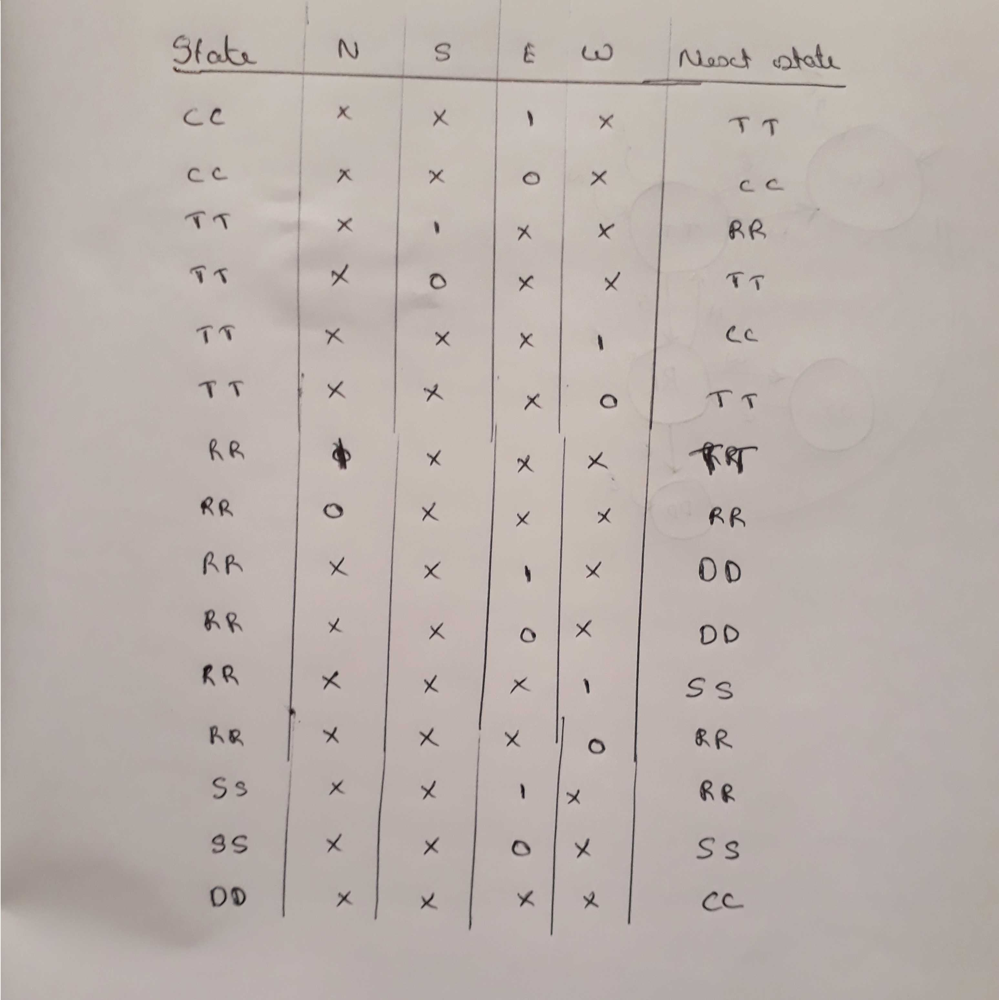 State N S E W Next state
CC X X 1 X TT
CC X X 0 X CC
TT X 1 X X RR
TT X 0 X X TT
TT X X X 1 CC
TT X X X 0 TT
RR X X X
RR 0 X X X RR
RR X X 1 X DD
RR X X 0 X DD
RR X X X 1 SS
RR X X X 0 RR
SS X X 1 X RR
SS X X 0 X SS
DD X X X X CC